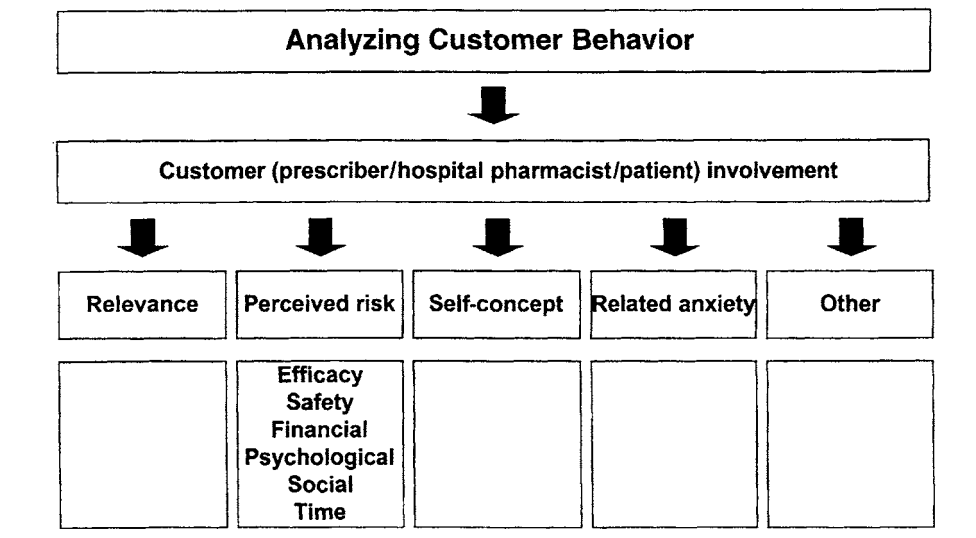 Analyzing Customer Behavior
Customer (prescriber/hospital pharmacist/patient) involvement
Relevance
Perceived risk
Self-concept
Related anxiety
Other
Efficacy
Safety
Financial
Psychological
Social
Time